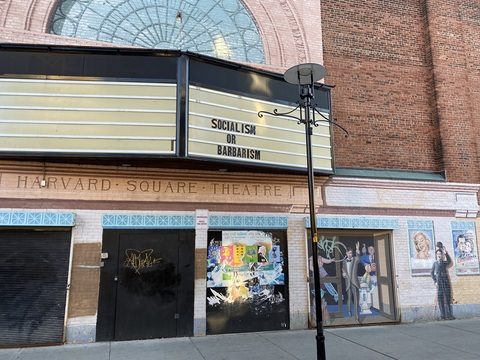 SOCIALISM
OR
BARBARISM
HARVARD · SQUARE · THEATRE